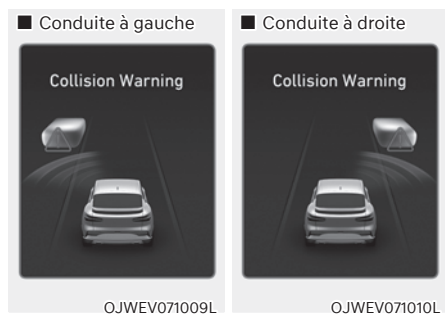 ■ Conduite à gauche
Collision Warning
OJWEV071009L
■ Conduite à droite
Collision Warning
OJWEV071010L